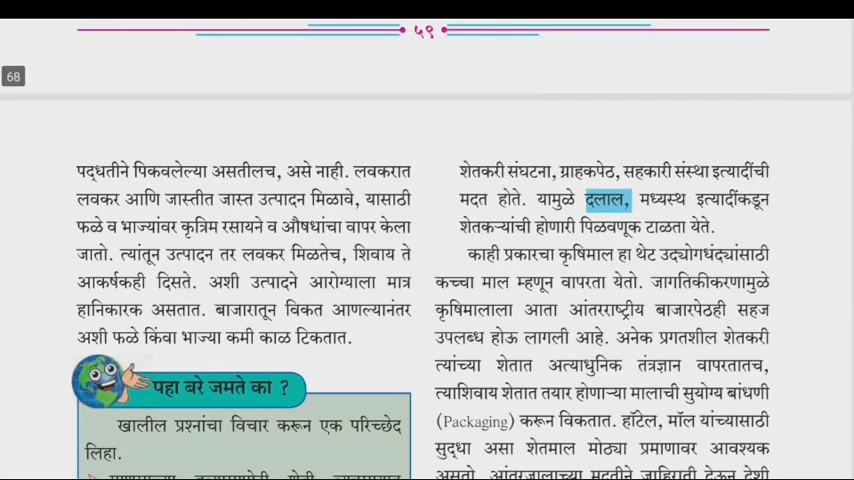 ५९
68
पद्धतीने पिकवलेल्या असतीलच, असे नाही. लवकरात
लवकर आणि जास्तीत जास्त उत्पादन मिळावे, यासाठी
फळे व भाज्यांवर कृत्रिम रसायने व औषधांचा वापर केला
जातो. त्यांतून उत्पादन तर लवकर मिळतेच, शिवाय ते
आकर्षकही दिसते. अशी उत्पादने आरोग्याला मात्र
हानिकारक असतात. बाजारातून विकत आणल्यानंतर
अशी फळे किंवा भाज्या कमी काळ टिकतात.
पहा बरे जमते का ?
खालील प्रश्नांचा विचार करून एक परिच्छेद
लिहा.
शेतकरी संघटना, ग्राहकपेठ, सहकारी संस्था इत्यादींची
मदत होते. यामुळे दलाल, मध्यस्थ इत्यादींकडून
शेतकऱ्यांची होणारी पिळवणूक टाळता येते.
काही प्रकारचा कृषिमाल हा थेट उद्योगधंद्यांसाठी
कच्चा माल म्हणून वापरता येतो. जागतिकीकरणामुळे
कृषिमालाला आता आंतरराष्ट्रीय बाजारपेठही सहज
उपलब्ध होऊ लागली आहे. अनेक प्रगतशील शेतकरी
त्यांच्या शेतात अत्याधुनिक तंत्रज्ञान वापरतातच,
त्याशिवाय शेतात तयार होणाऱ्या मालाची सुयोग्य बांधणी
(Packaging) करून विकतात. हॉटेल, मॉल यांच्यासाठी
सुद्धा असा शेतमाल मोठ्या प्रमाणावर आवश्यक
असतो. आंतरजालाच्या मदतीने जाहिराती देऊन देशी